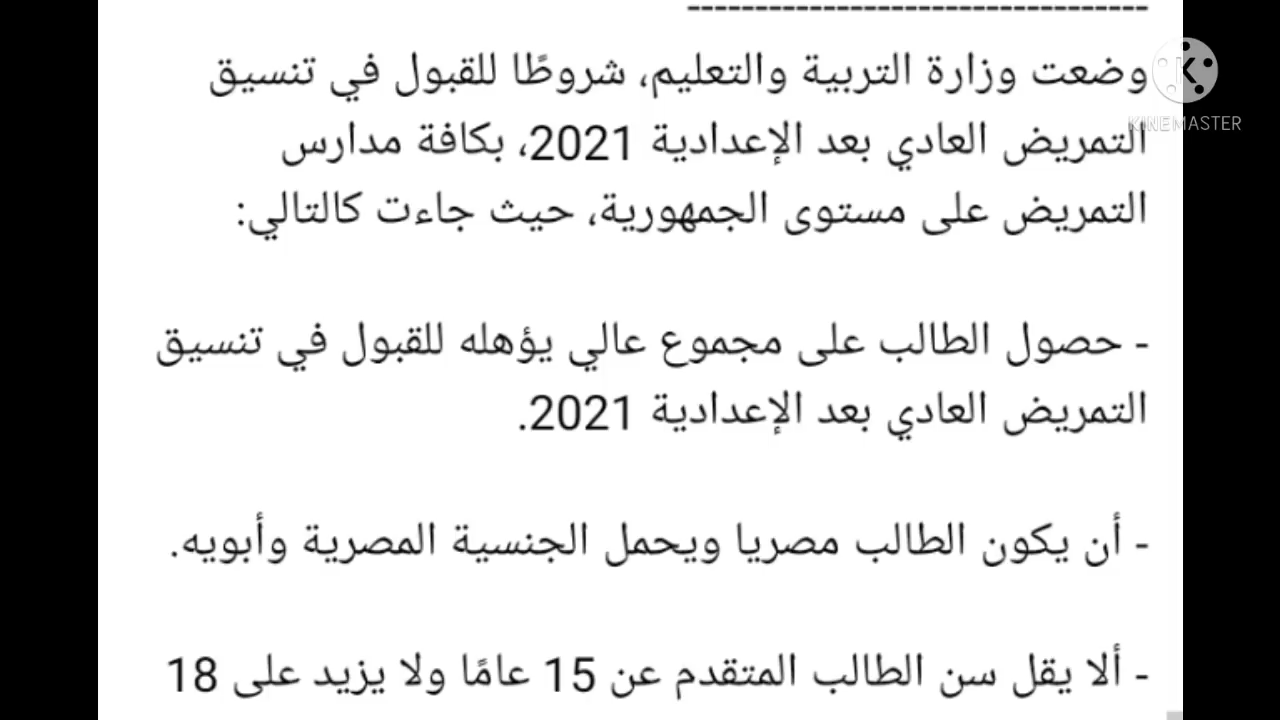 ----------------------------------
وضعت وزارة التربية والتعليم، شروطًا للقبول في تنسيق
التمريض العادي بعد الإعدادية 2021، بكافة مدارس
التمريض على مستوى الجمهورية، حيث جاءت كالتالي:
- حصول الطالب على مجموع عالي يؤهله للقبول في تنسيق
التمريض العادي بعد الإعدادية 2021.
- أن يكون الطالب مصريا ويحمل الجنسية المصرية وأبويه.
- ألا يقل سن الطالب المتقدم عن 15 عامًا ولا يزيد على 18
K
KINEMASTER